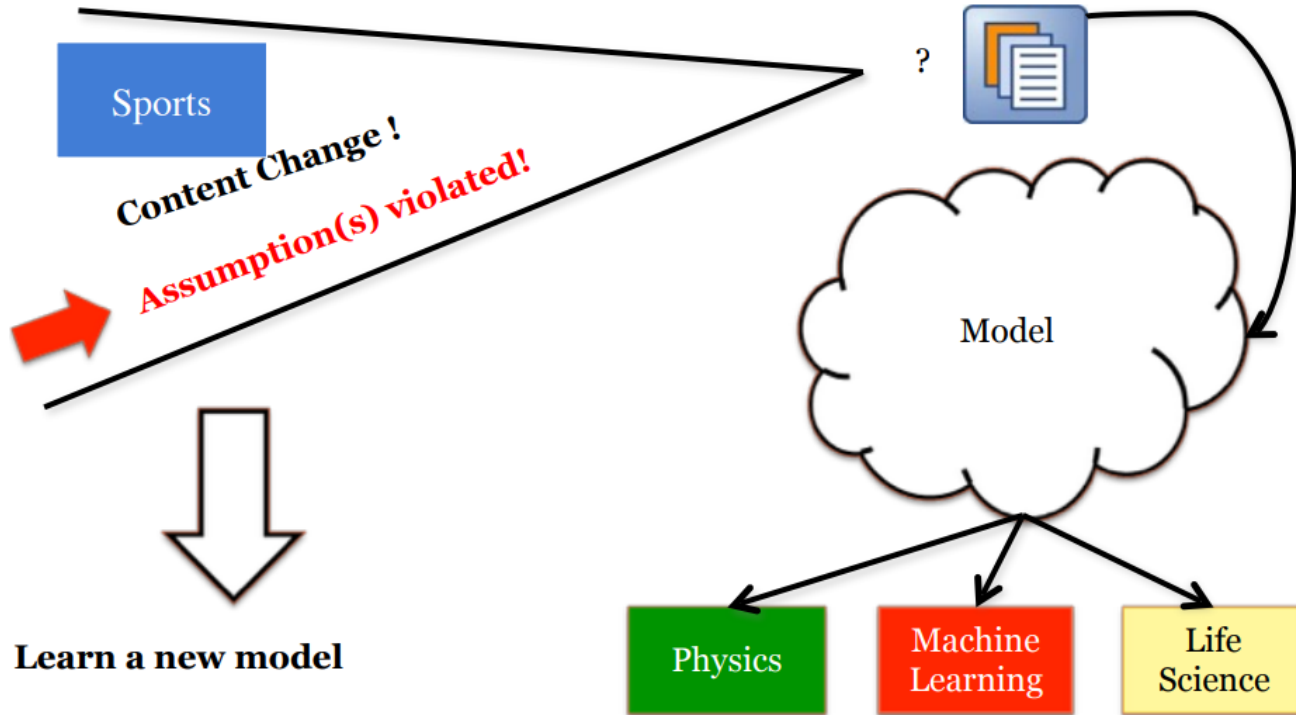 Sports
Content Change !
Assumption(s) violated!
Learn a new model
?
Model
Physics
Machine
Learning
Life
Science